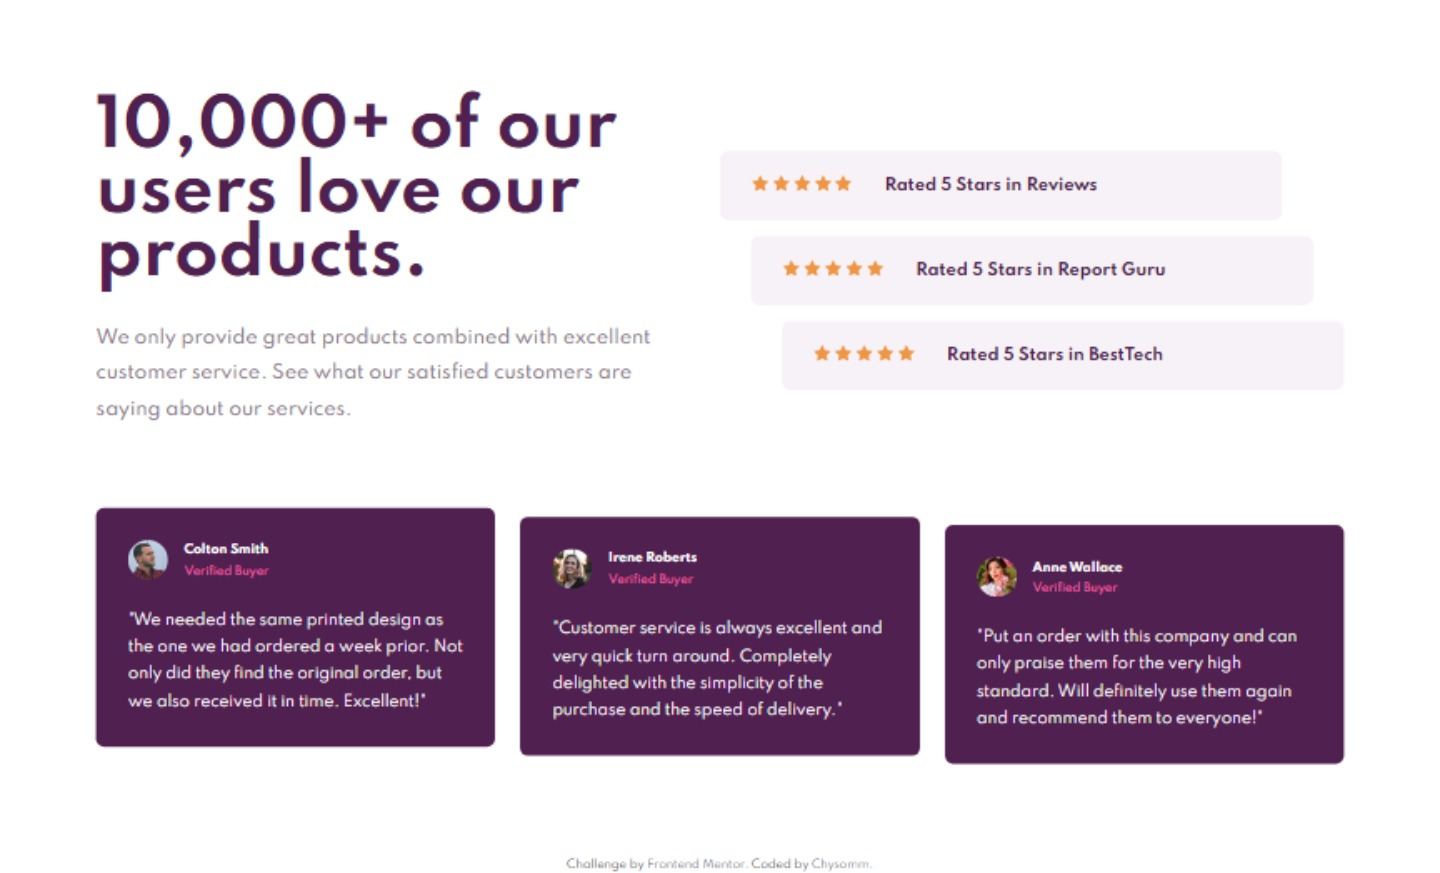 10,000+ of our
users love our
products.
We only provide great products combined with excellent
customer service. See what our satisfied customers are
saying about our services.
Rated 5 Stars in Reviews
Rated 5 Stars in Report Guru
Rated 5 Stars in BestTech
Colton Smith
Verified Buyer
"We needed the same printed design as
the one we had ordered a week prior. Not
only did they find the original order, but
we also received it in time. Excellent!"
Irene Roberts
Verified Buyer
"Customer service is always excellent and
very quick turn around. Completely
delighted with the simplicity of the
purchase and the speed of delivery."
Anne Wallace
Verified Buyer
"Put an order with this company and can
only praise them for the very high
standard. Will definitely use them again
and recommend them to everyone!"
Challenge by Frontend Mentor. Coded by Chysomm.